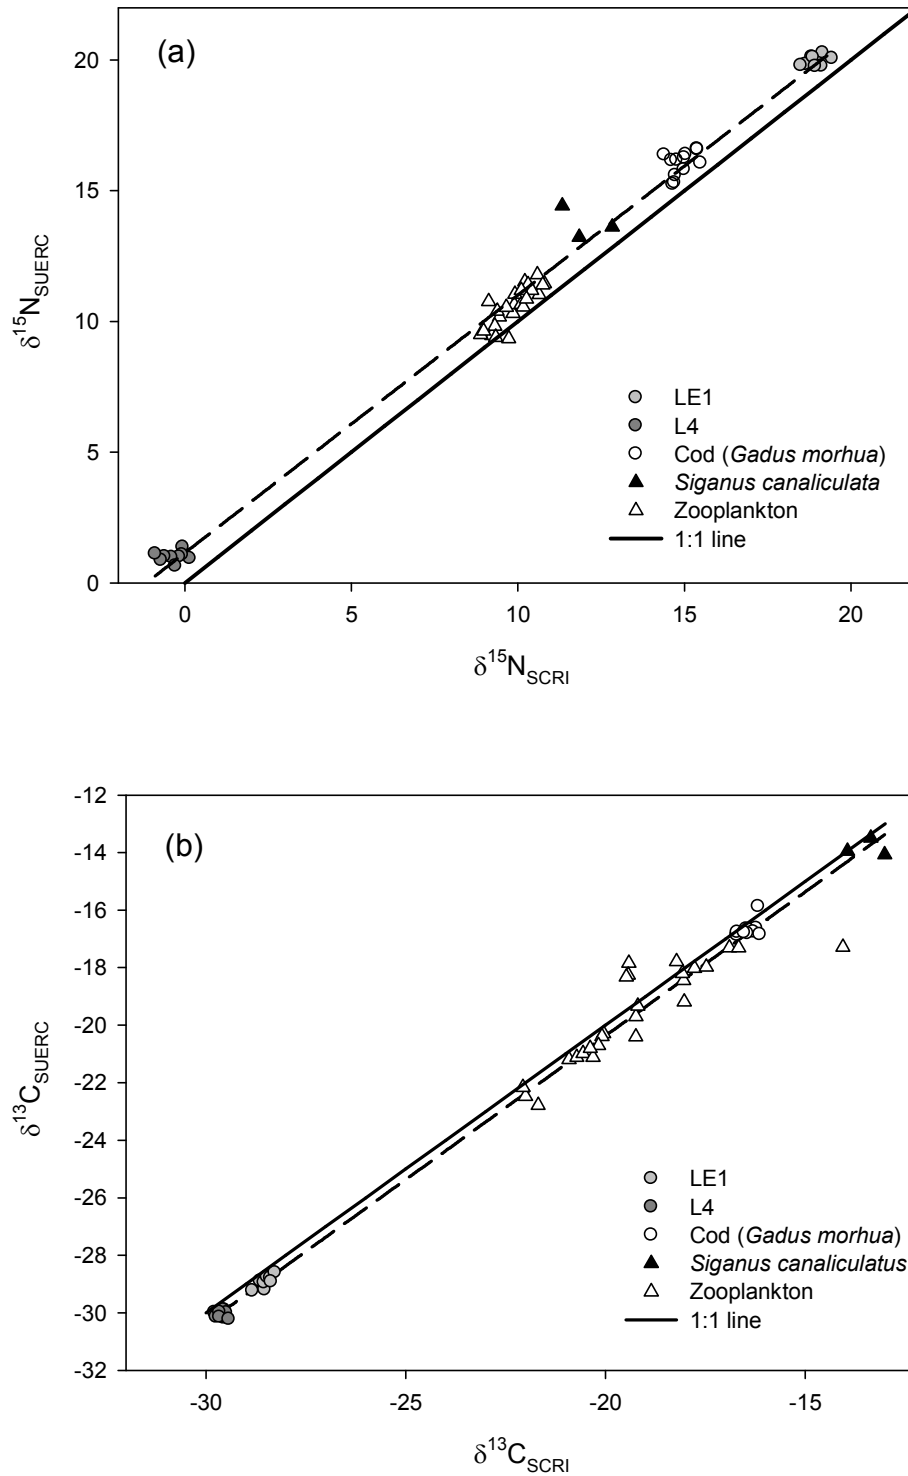 (a)
20
15
10
5
0
δ15NSUERC
LE1
L4
Cod (Gadus morhua)
Siganus canaliculata
Zooplankton
1:1 line
0 5 10 15 20
δ15NSCRI
(b)
-12
-14
-16
-18
-20
-22
-24
-26
-28
-30
-32
δ13CSUERC
LE1
L4
Cod (Gadus morhua)
Siganus canaliculatus
Zooplankton
1:1 line
-30 -25 -20 -15
δ13CSCRI